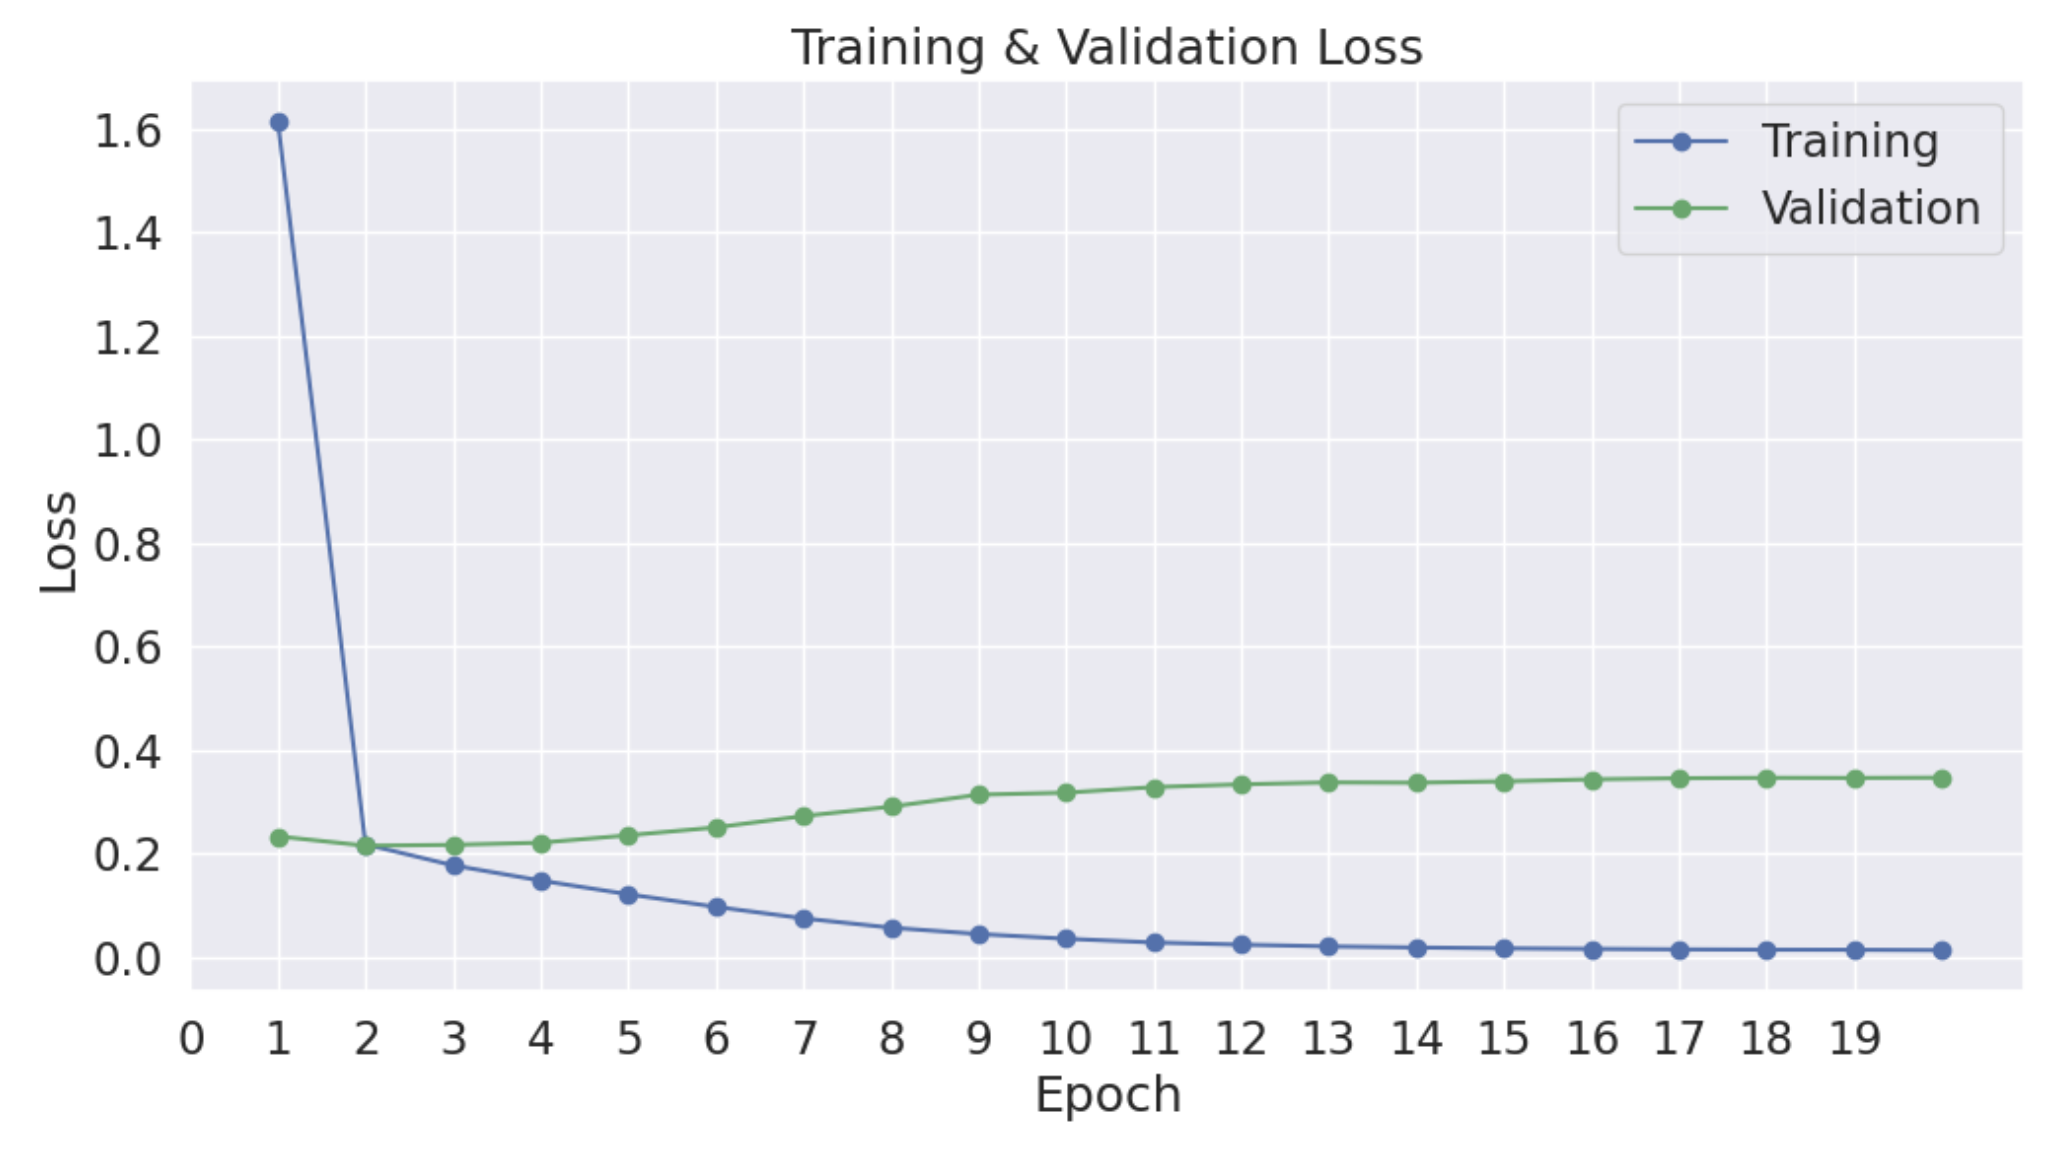 Training & Validation Loss
Training
Validation
1.6
1.4
1.2
1.0
0.8
0.6
0.4
0.2
0.0
Loss
0 1 2 3 4 5 6 7 8 9 10 11 12 13 14 15 16 17 18 19
Epoch